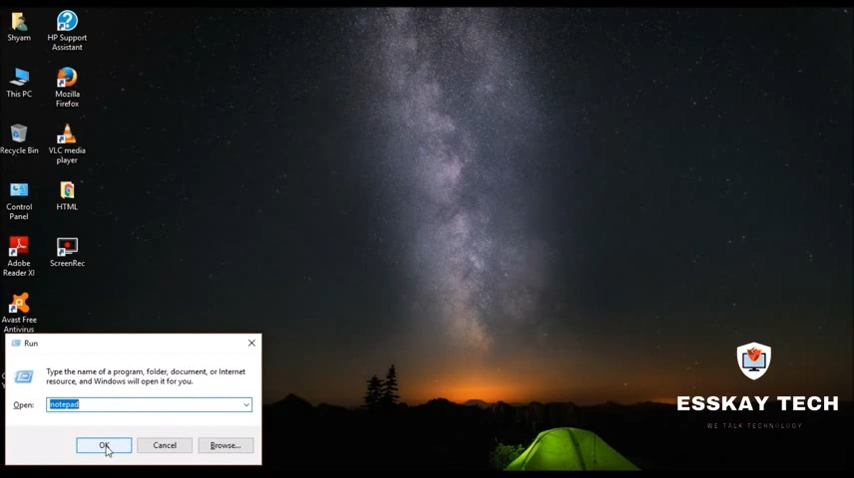 Shyam
HP Support
Assistant
This PC
Mozilla
Firefox
Recycle Bin
VLC media
player
Control
Panel
HTML
Adobe
Reader XI
ScreenRec
Avast Free
Antivirus
Run
Type the name of a program, folder, document, or Internet
resource, and Windows will open it for you.
Open: notepad
OK Cancel Browse...
ESSKAY TECH
WE TALK TECHNOLOGY